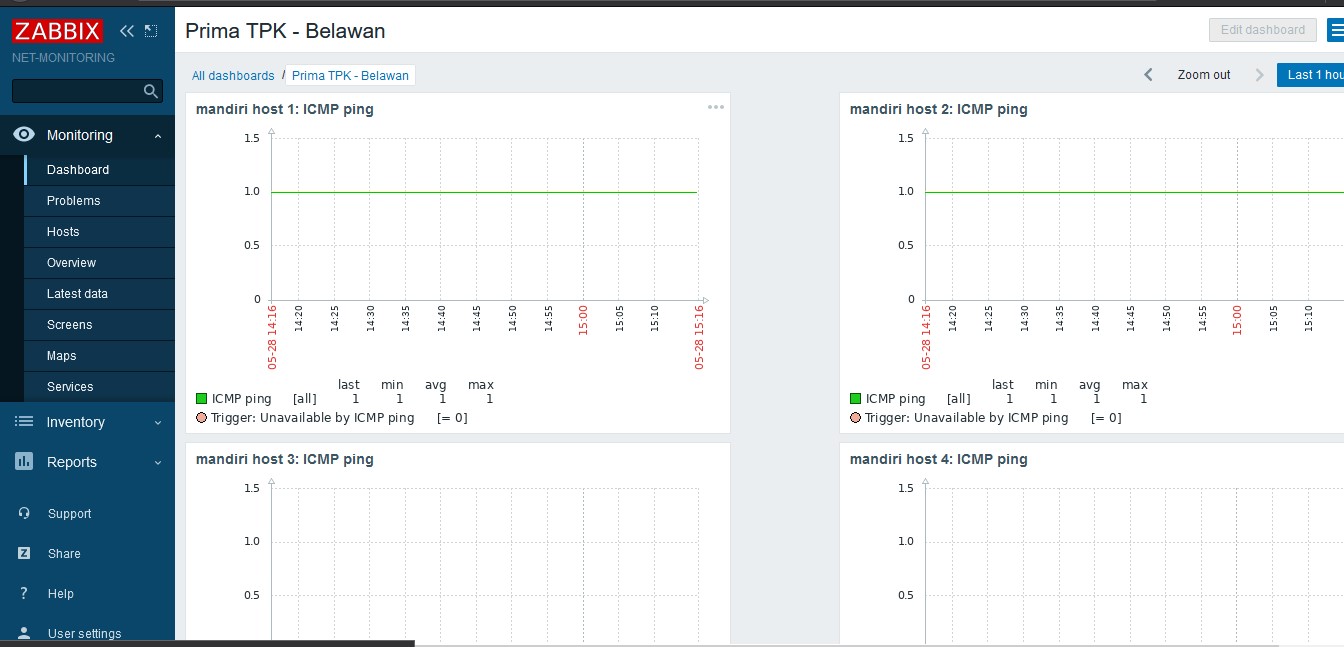 ZABBIX
NET-MONITORING
Monitoring
Dashboard
Problems
Hosts
Overview
Latest data
Screens
Maps
Services
Inventory
Reports
Support
Share
Help
User settings
Prima TPK - Belawan
Edit dashboard
All dashboards / Prima TPK - Belawan
Zoom out
Last 1 hou
mandiri host 1: ICMP ping
1.5
1.0
0.5
0
05-28 14:16
14:20
14:25
14:30
14:35
14:40
14:45
14:50
14:55
15:00
15:05
15:10
05-28 15:16
last min avg max
ICMP ping [all] 1 1 1 1
Trigger: Unavailable by ICMP ping [= 0]
mandiri host 2: ICMP ping
1.5
1.0
0.5
0
05-28 14:16
14:20
14:25
14:30
14:35
14:40
14:45
14:50
14:55
15:00
15:05
15:10
last min avg max
ICMP ping [all] 1 1 1 1
Trigger: Unavailable by ICMP ping [= 0]
mandiri host 3: ICMP ping
1.5
1.0
0.5
mandiri host 4: ICMP ping
1.5
1.0
0.5